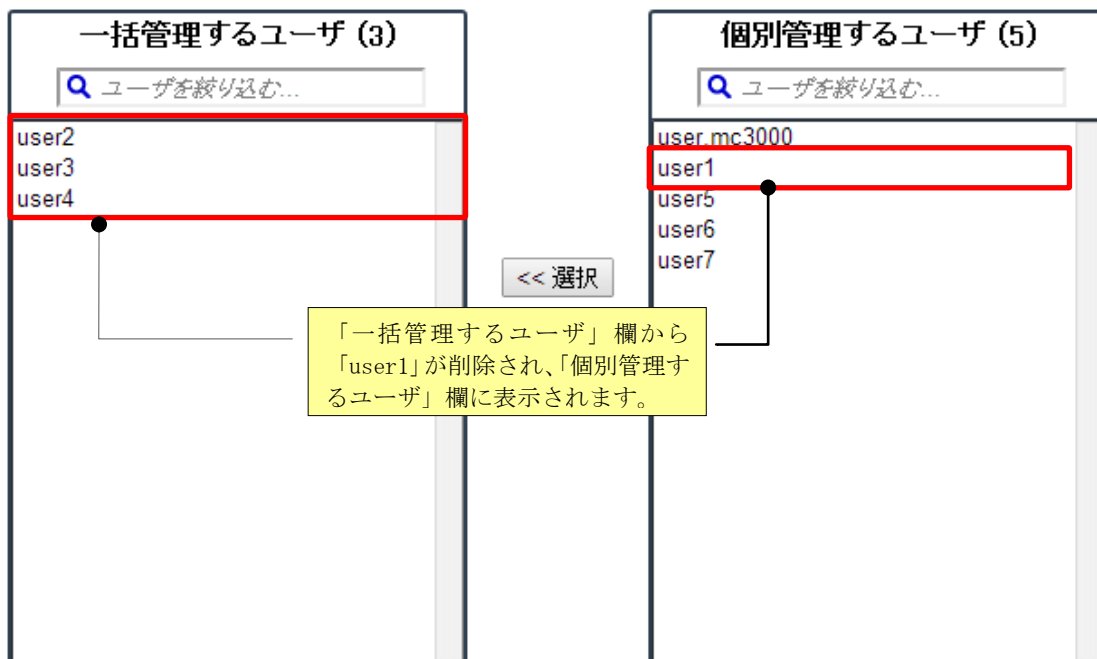 一括管理するユーザ (3)
ユーザを絞り込む...
user2
user3
user4
<< 選択
個別管理するユーザ (5)
ユーザを絞り込む...
user.mc3000
user1
user5
user6
user7
「一括管理するユーザ」欄から
「user1」が削除され、「個別管理す
るユーザ」欄に表示されます。